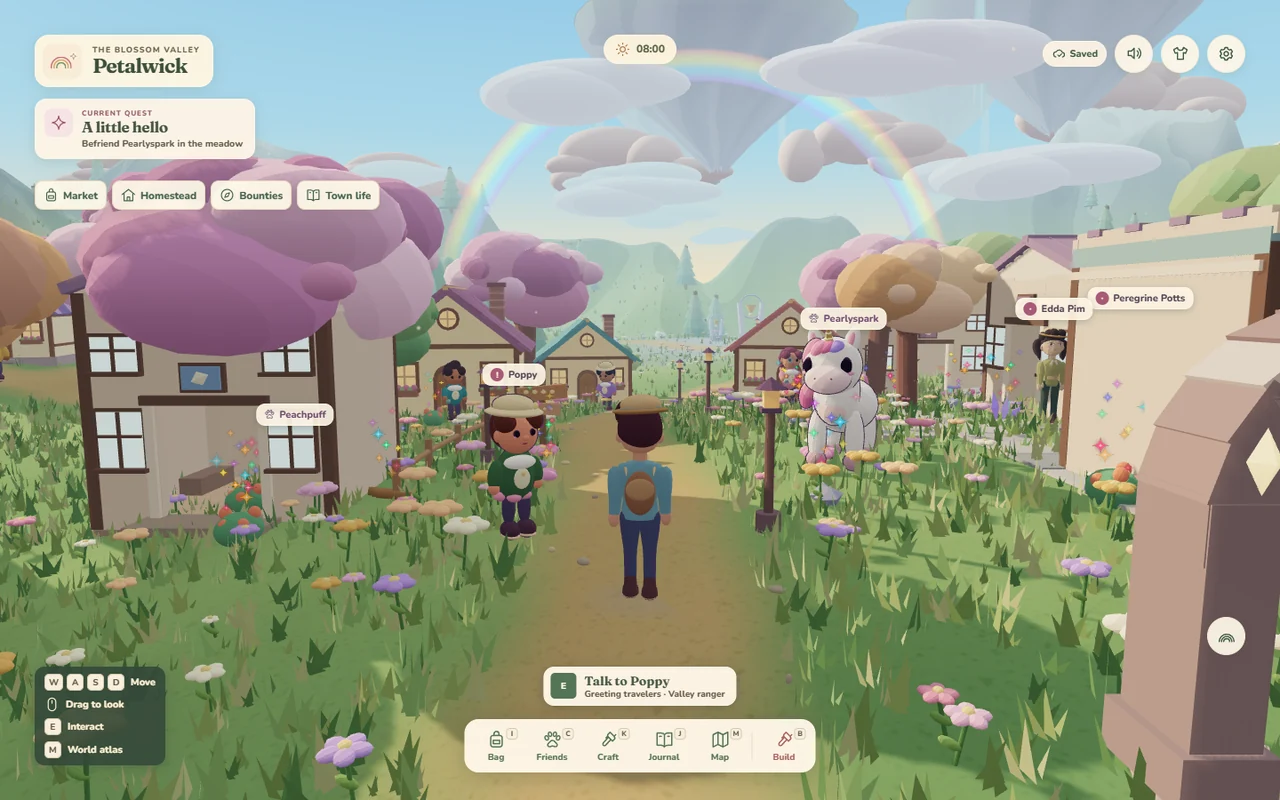 THE BLOSSOM VALLEY
Petalwick
08:00
Saved
CURRENT QUEST
A little hello
Befriend Pearlyspark in the meadow
Market
Homestead
Bounties
Town life
Peregrine Potts
Edda Pim
Pearlyspark
! Poppy
Peachpuff
W A S D Move
Drag to look
E Interact
M World atlas
E Talk to Poppy
Greeting travelers · Valley ranger
I C K J M B
Bag Friends Craft Journal Map Build